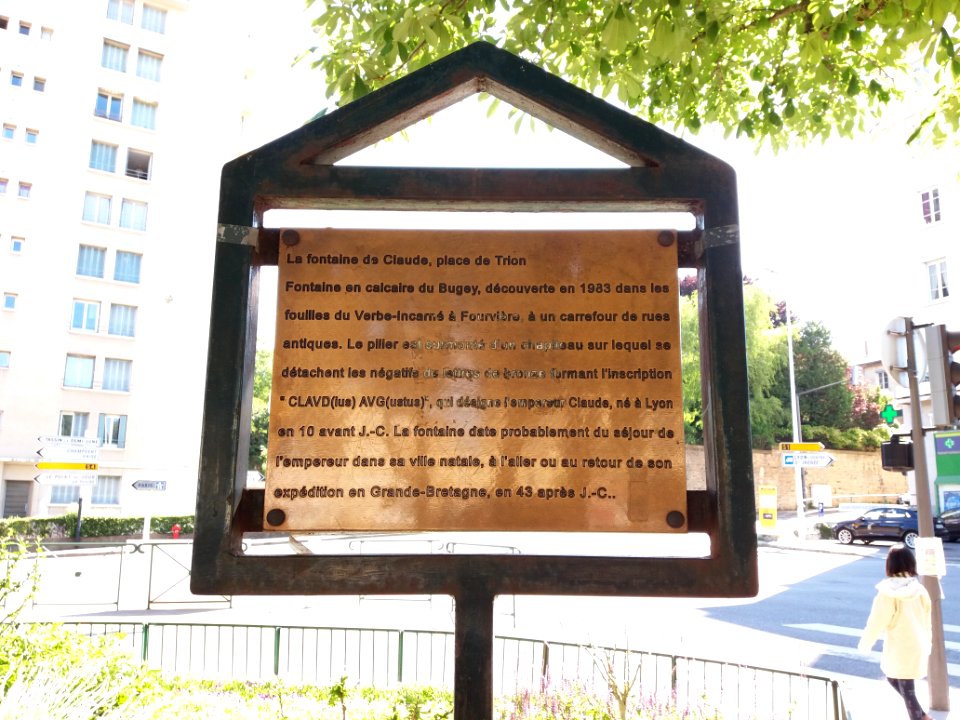 La fontaine de Claude, place de Trion
Fontaine en calcaire du Bugey, découverte en 1983 dans les
fouilles du Verbe-Incarné à Fourvière, à un carrefour de rues
antiques. Le pilier est surmonté d'un chapiteau sur lequel se
détachent les négatifs de lettres de bronze formant l'inscription
" CLAVD(ius) AVG(ustus)", qui désigne l'empereur Claude, né à Lyon
en 10 avant J.-C. La fontaine date probablement du séjour de
l'empereur dans sa ville natale, à l'aller ou au retour de son
expédition en Grande-Bretagne, en 43 après J.-C..